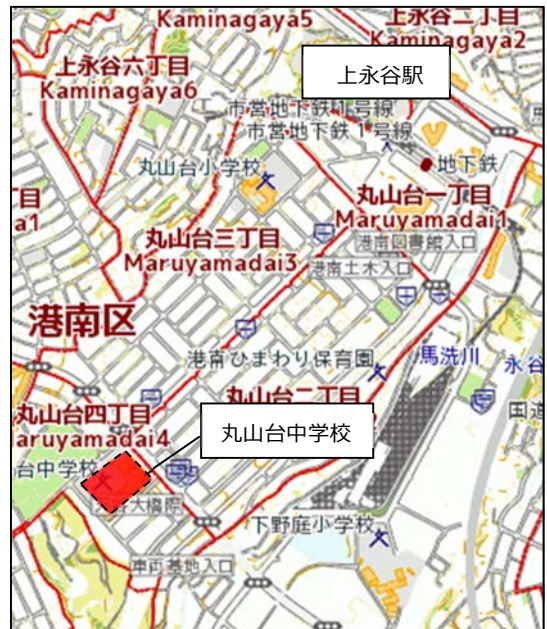 Kaminagaya5
上永谷二丁目
Kaminagaya2
上永谷六丁目
Kaminagaya6
上永谷駅
市営地下鉄1号線
市営地下鉄1号線
丸山台小学校
地下鉄
丁目
a1
丸山台一丁目
Maruyamadai1
丸山台三丁目
Maruyamadai3
港南図書館入口
港南土木入口
港南区
港南ひまわり保育園
馬洗川
永谷
丸山台二丁目
国道
丸山台四丁目
aruyamadai4
丸山台中学校
台中学校
下野庭小学校
車両基地入口